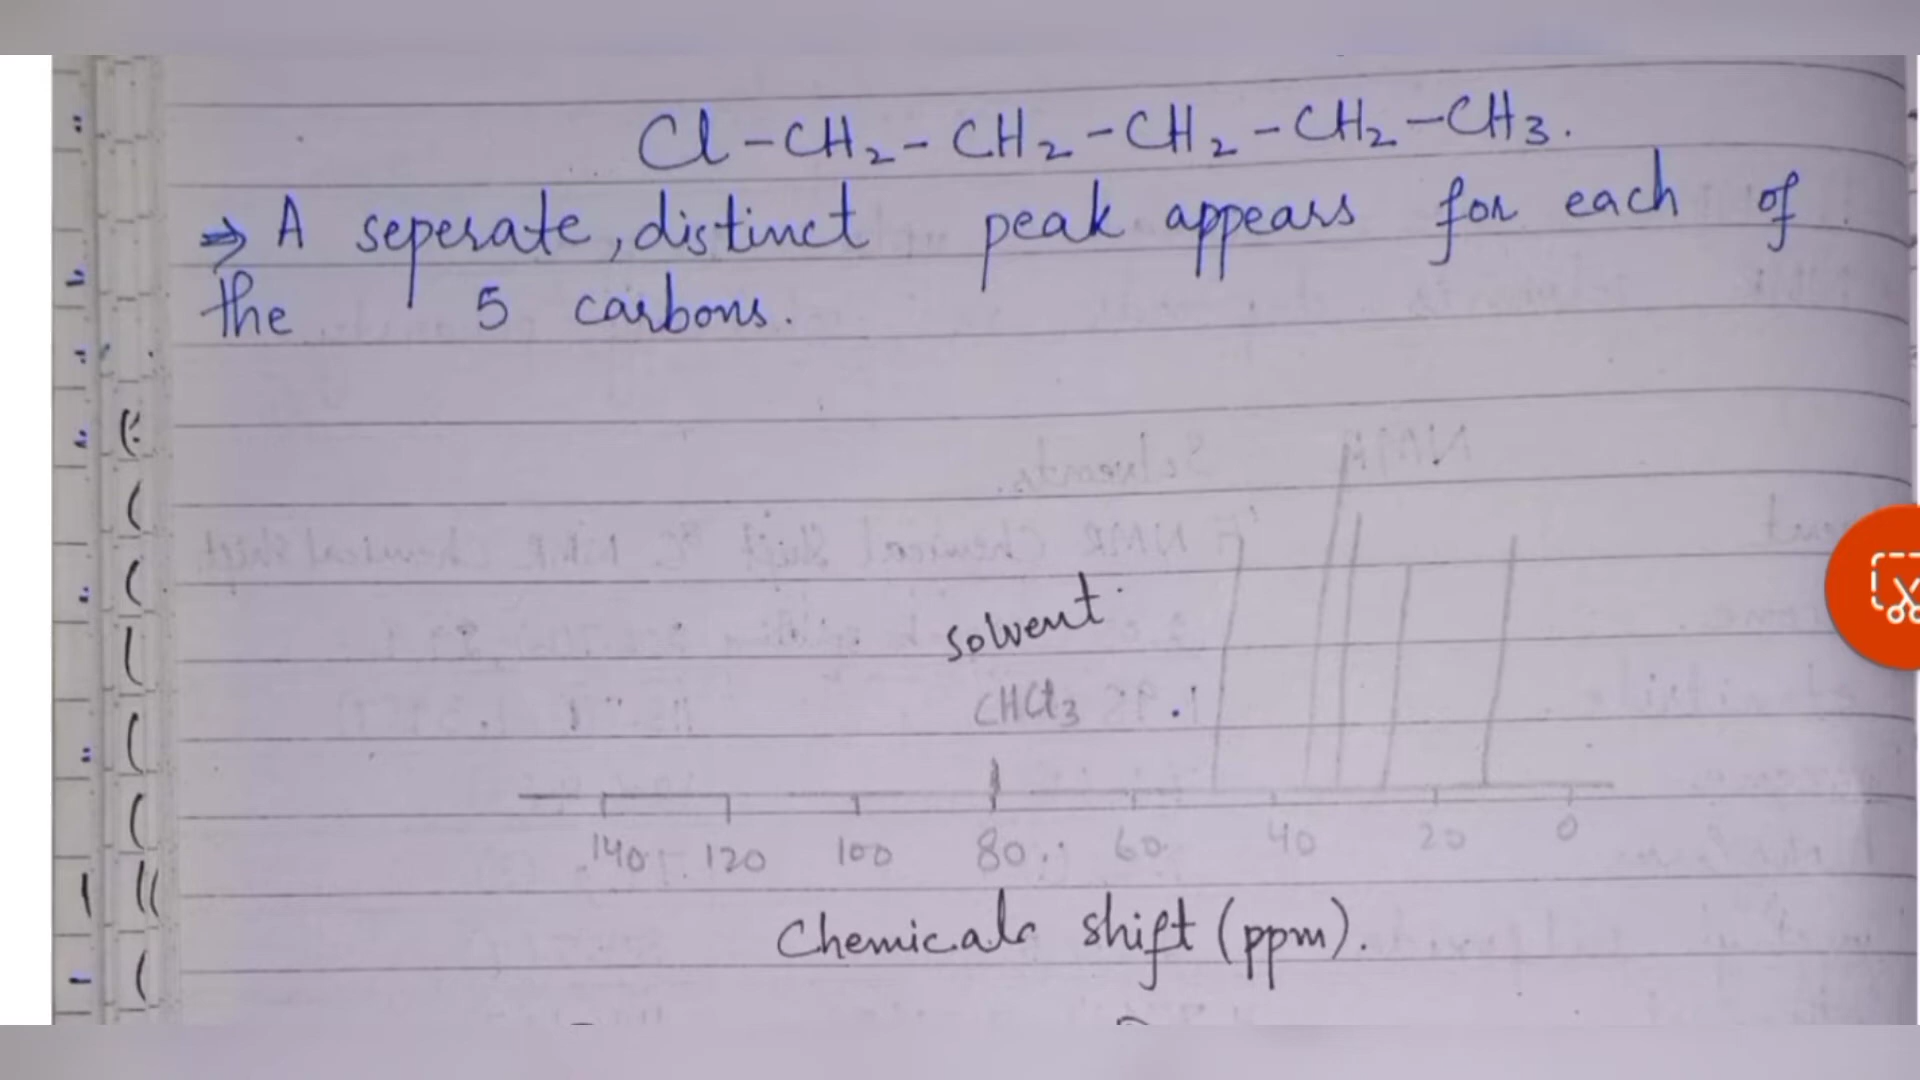 Cl-CH₂-CH₂-CH₂-CH₂-CH₃.
⇒ A seperate, distinct peak appears for each of
the 5 carbons.
solvent
CHCl₃
140 120 100 80 60 40 20 0
Chemicals shift (ppm).